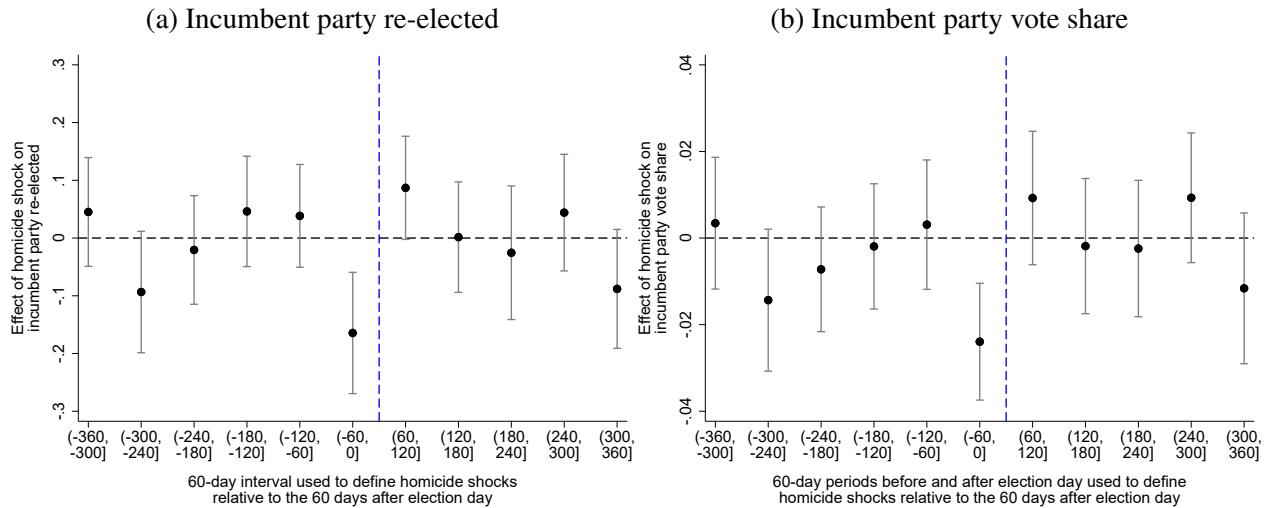 (a) Incumbent party re-elected
Effect of homicide shock on
incumbent party re-elected
.3
.2
.1
0
-.1
-.2
-.3
(-360, (-300, (-240, (-180, (-120, (-60, (60, (120, (180, (240, (300,
-300] -240] -180] -120] -60] 0] 120] 180] 240] 300] 360]
60-day interval used to define homicide shocks
relative to the 60 days after election day
(b) Incumbent party vote share
Effect of homicide shock on
incumbent party vote share
.04
.02
0
-.02
-.04
(-360, (-300, (-240, (-180, (-120, (-60, (60, (120, (180, (240, (300,
-300] -240] -180] -120] -60] 0] 120] 180] 240] 300] 360]
60-day periods before and after election day used to define
homicide shocks relative to the 60 days after election day